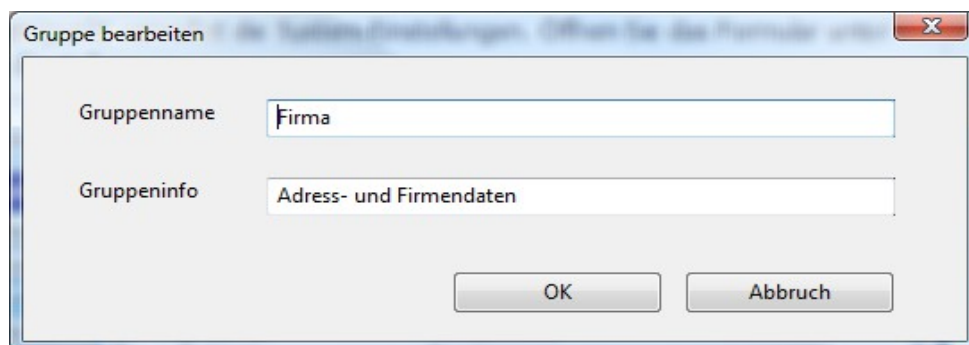 Gruppe bearbeiten
Gruppenname
Firma
Gruppeninfo
Adress- und Firmendaten
OK
Abbruch